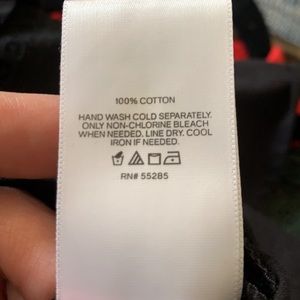 100% COTTON
HAND WASH COLD SEPARATELY.
ONLY NON-CHLORINE BLEACH
WHEN NEEDED. LINE DRY. COOL
IRON IF NEEDED.
RN# 55285